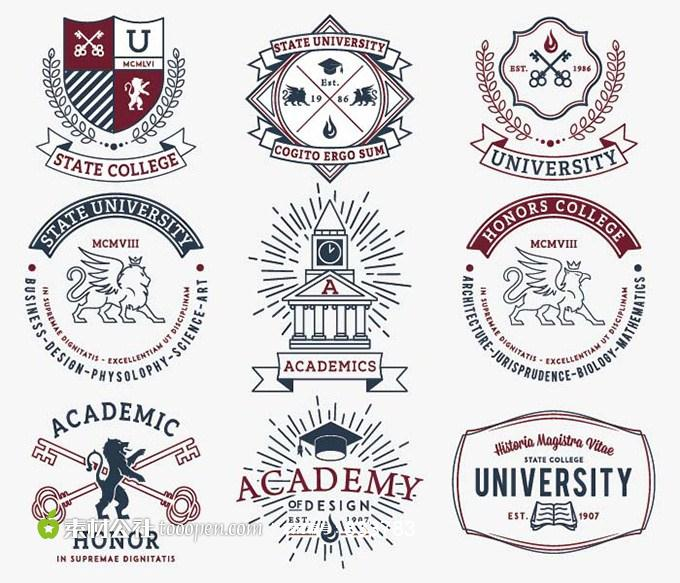 U
MCMLVI
STATE COLLEGE
STATE UNIVERSITY
Est.
19 86
COGITO ERGO SUM
EST. 1986
UNIVERSITY
STATE UNIVERSITY
MCMVIII
IN SUPREMAE DIGNITATIS - EXCELLENTIAM UT DISCIPLINAM
BUSINESS-DESIGN-PHYSOLOPHY-SCIENCE-ART
A
ACADEMICS
HONORS COLLEGE
MCMVIII
IN SUPREMAE DIGNITATIS - EXCELLENTIAM UT DISCIPLINAM
ARCHITECTURE-JURISPRUDENCE-BIOLOGY-MATHEMATICS
ACADEMIC
HONOR
IN SUPREMAE DIGNITATIS
ACADEMY
OF DESIGN
EST. 1907
Historia Magistra Vitae
STATE COLLEGE
UNIVERSITY
EST. 1907
素材公社 tooopen.com